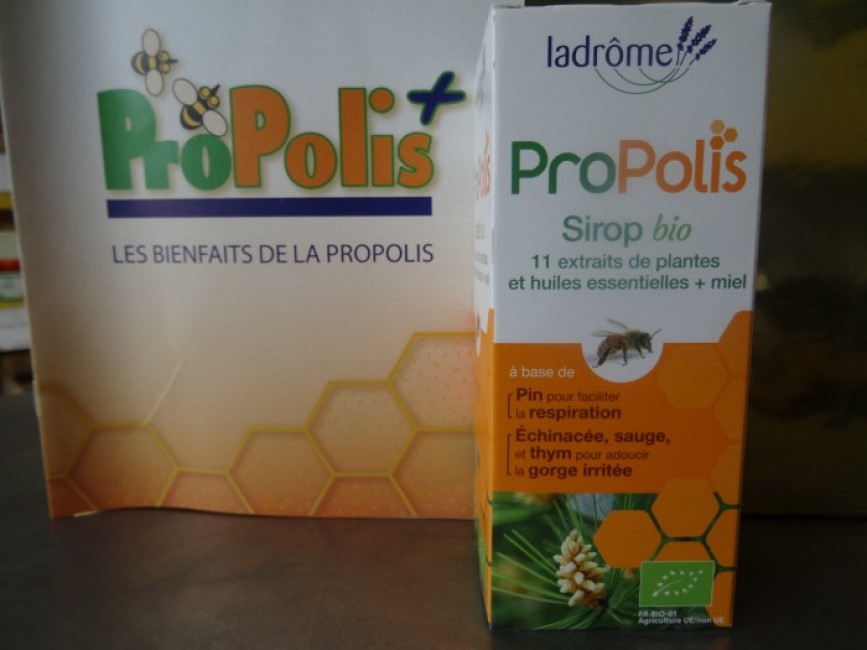 ProPolis+
LES BIENFAITS DE LA PROPOLIS
ladrôme
ProPolis
Sirop bio
11 extraits de plantes
et huiles essentielles + miel
à base de
Pin pour faciliter
la respiration
Échinacée, sauge,
et thym pour adoucir
la gorge irritée
FR-BIO-01
Agriculture UE/non UE